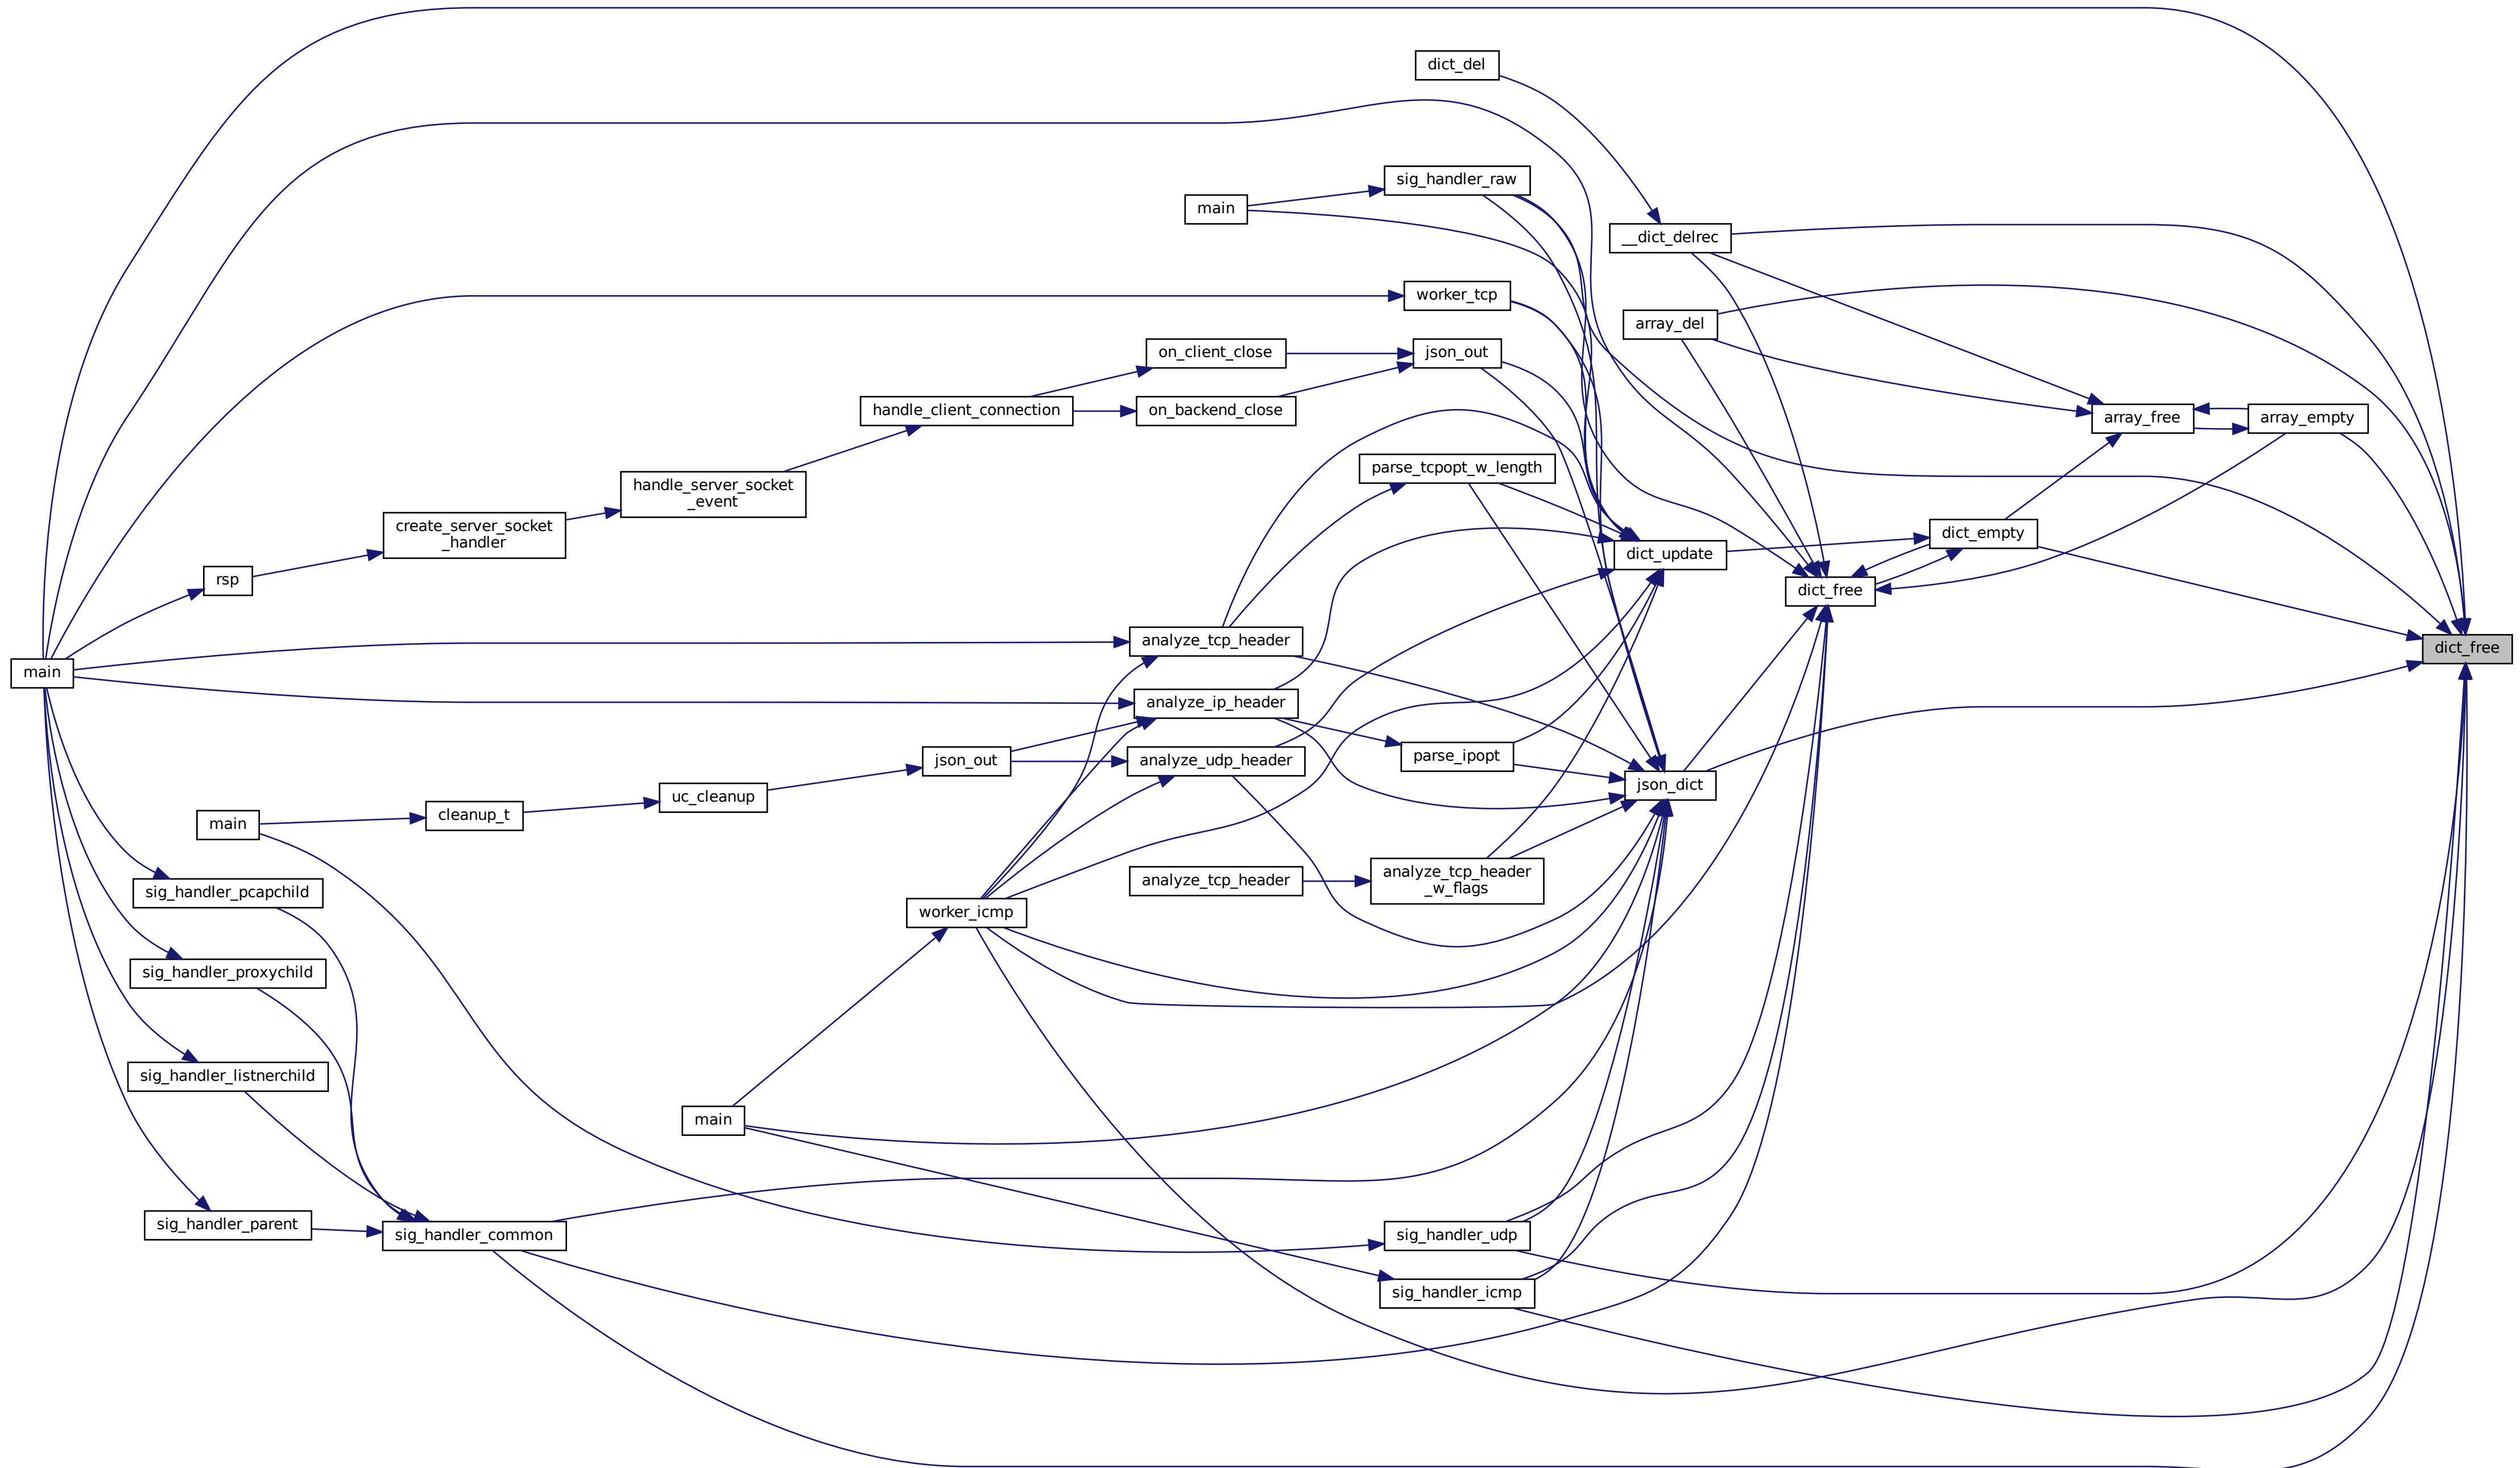 dict_del
sig_handler_raw
main
__dict_delrec
worker_tcp
array_del
on_client_close
json_out
handle_client_connection
on_backend_close
array_free
array_empty
parse_tcpopt_w_length
handle_server_socket
_event
create_server_socket
_handler
dict_empty
dict_update
rsp
dict_free
analyze_tcp_header
dict_free
main
analyze_ip_header
json_out
analyze_udp_header
parse_ipopt
json_dict
uc_cleanup
cleanup_t
main
sig_handler_pcapchild
analyze_tcp_header
analyze_tcp_header
_w_flags
worker_icmp
sig_handler_proxychild
sig_handler_listnerchild
main
sig_handler_parent
sig_handler_common
sig_handler_udp
sig_handler_icmp